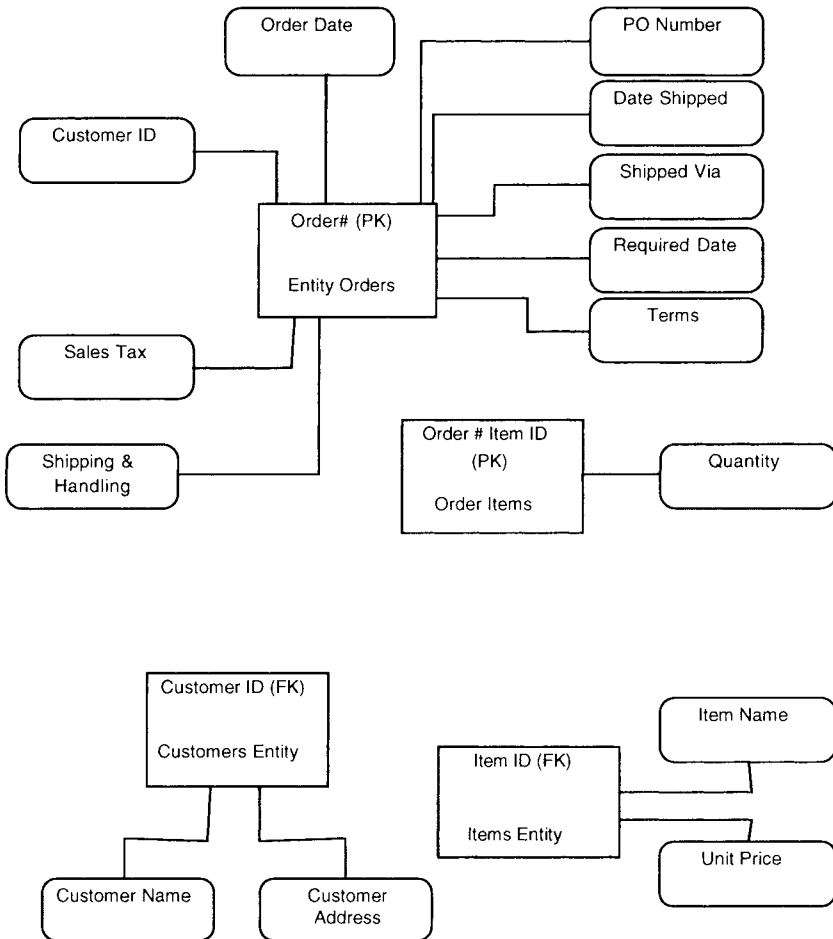 Order Date
PO Number
Date Shipped
Customer ID
Shipped Via
Order# (PK)
Entity Orders
Required Date
Terms
Sales Tax
Shipping &
Handling
Order # Item ID
(PK)
Order Items
Quantity
Customer ID (FK)
Customers Entity
Item Name
Item ID (FK)
Items Entity
Unit Price
Customer Name
Customer
Address